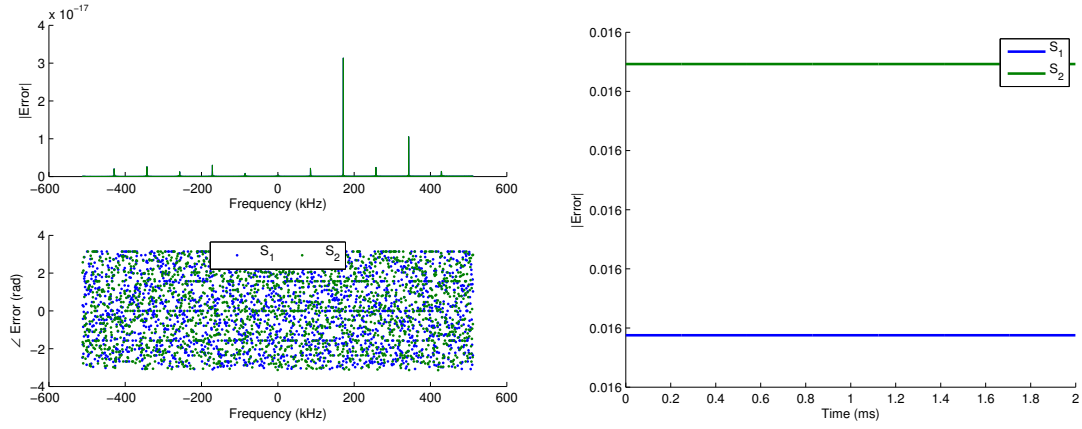 x 10⁻¹⁷
4
3
2
1
0
|Error|
−600 −400 −200 0 200 400 600
Frequency (kHz)
4
2
0
−2
−4
∠ Error (rad)
S₁ S₂
−600 −400 −200 0 200 400 600
Frequency (kHz)
0.016
0.016
0.016
0.016
0.016
0.016
0.016
|Error|
S₁
S₂
0 0.2 0.4 0.6 0.8 1 1.2 1.4 1.6 1.8 2
Time (ms)